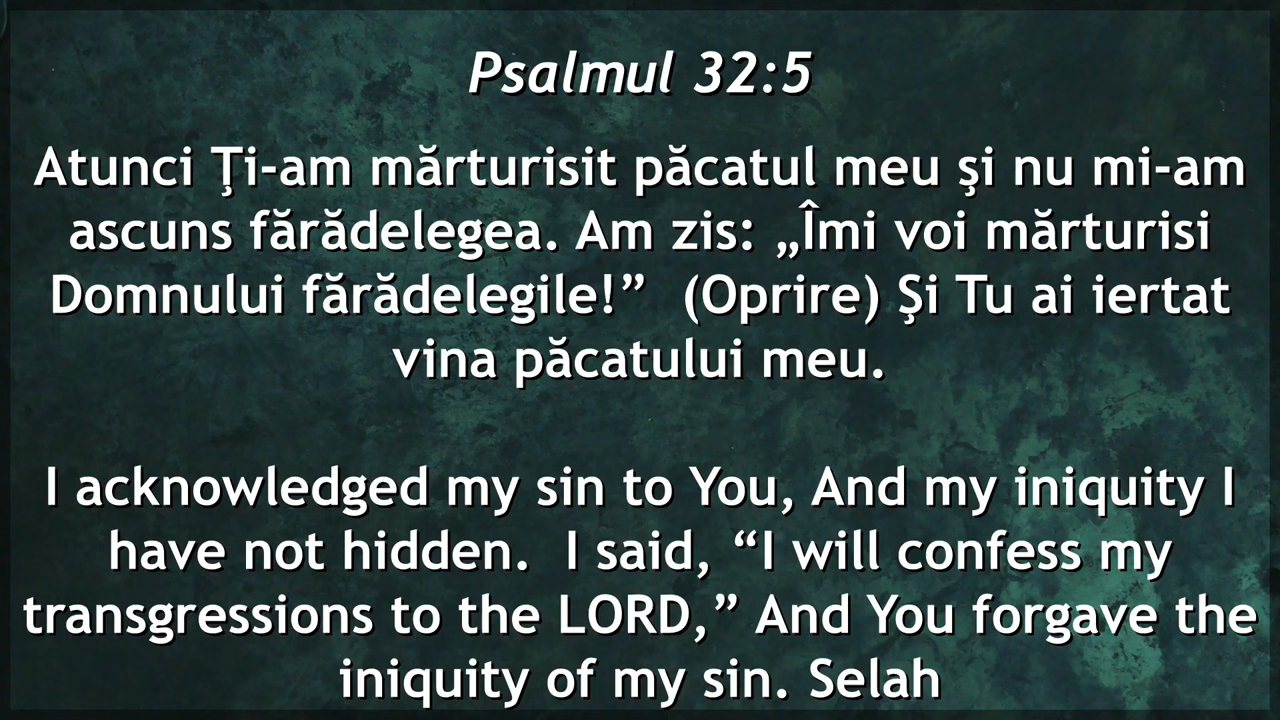 Psalmul 32:5
Atunci Ţi-am mărturisit păcatul meu şi nu mi-am
ascuns fărădelegea. Am zis: „Îmi voi mărturisi
Domnului fărădelegile!”  (Oprire) Şi Tu ai iertat
vina păcatului meu.
I acknowledged my sin to You, And my iniquity I
have not hidden.  I said, “I will confess my
transgressions to the LORD,” And You forgave the
iniquity of my sin. Selah